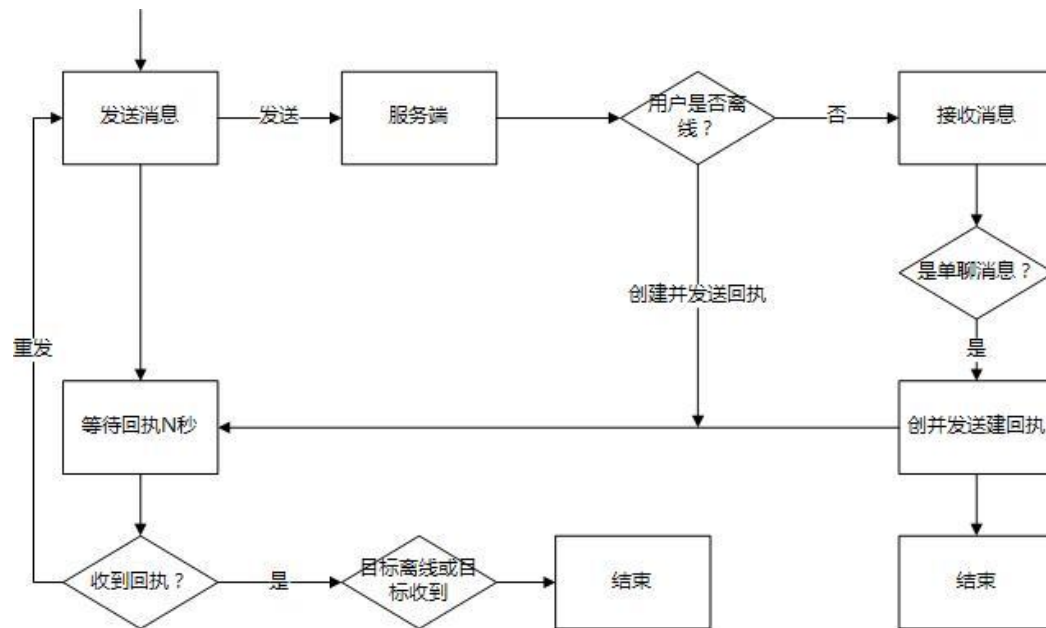 发送消息
发送
服务端
用户是否离
线？
否
接收消息
是单聊消息？
创建并发送回执
重发
是
等待回执N秒
创并发送建回执
收到回执？
是
目标离线或目
标收到
结束
结束